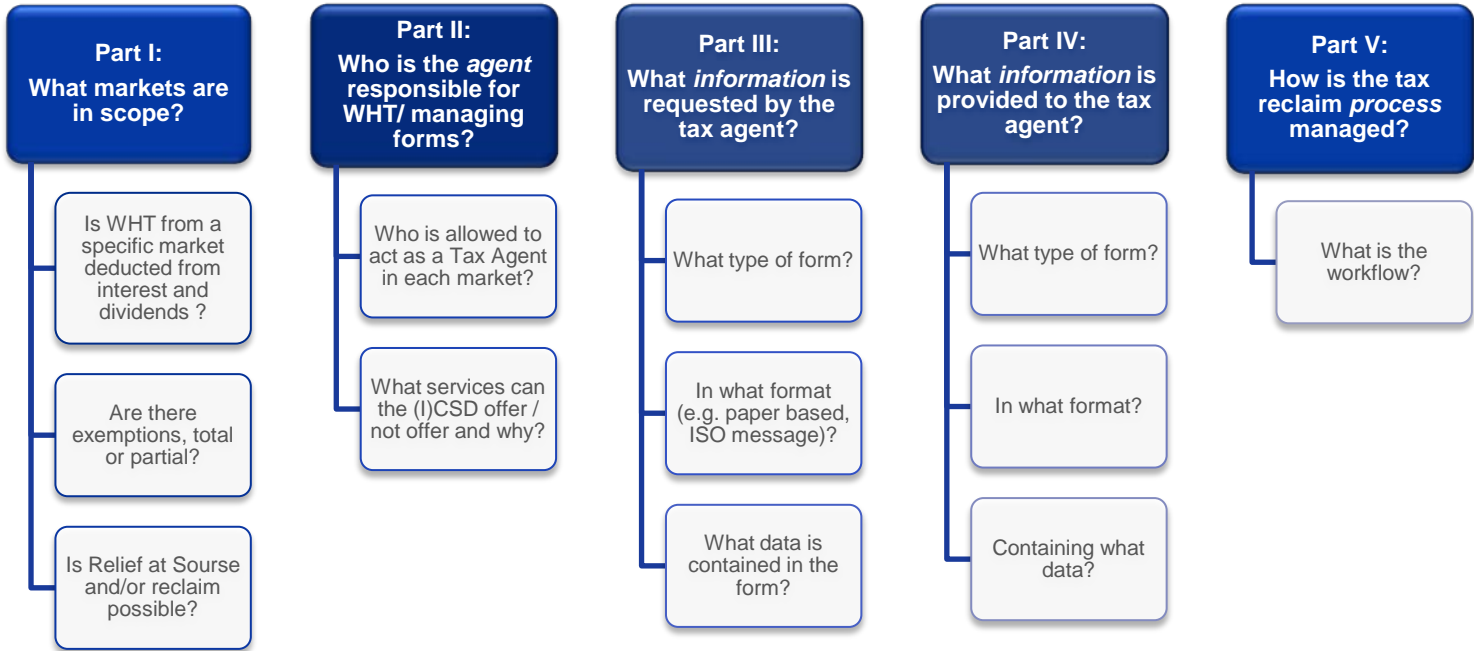 Part I:
What markets are
in scope?
Is WHT from a
specific market
deducted from
interest and
dividends ?
Are there
exemptions, total
or partial?
Is Relief at Sourse
and/or reclaim
possible?
Part II:
Who is the agent
responsible for
WHT/ managing
forms?
Who is allowed to
act as a Tax Agent
in each market?
What services can
the (I)CSD offer /
not offer and why?
Part III:
What information is
requested by the
tax agent?
What type of form?
In what format
(e.g. paper based,
ISO message)?
What data is
contained in the
form?
Part IV:
What information is
provided to the tax
agent?
What type of form?
In what format?
Containing what
data?
Part V:
How is the tax
reclaim process
managed?
What is the
workflow?